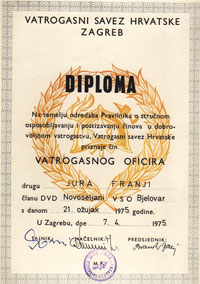 VATROGASNI SAVEZ HRVATSKE
ZAGREB
DIPLOMA
Na temelju odredaba Pravilnika o stručnom
osposobljavanju i postizavanju činova u dobro-
voljnom vatrogastvu, Vatrogasni savez Hrvatske
priznaje čin
VATROGASNOG OFICIRA
drugu JURA FRANJI
članu DVD Novoseljani VSO Bjelovar
s danom 21. ožujak 1975. godine
U Zagrebu, dne 7. 4. 1975.
TAJNIK: NAČELNIK: PREDSJEDNIK: